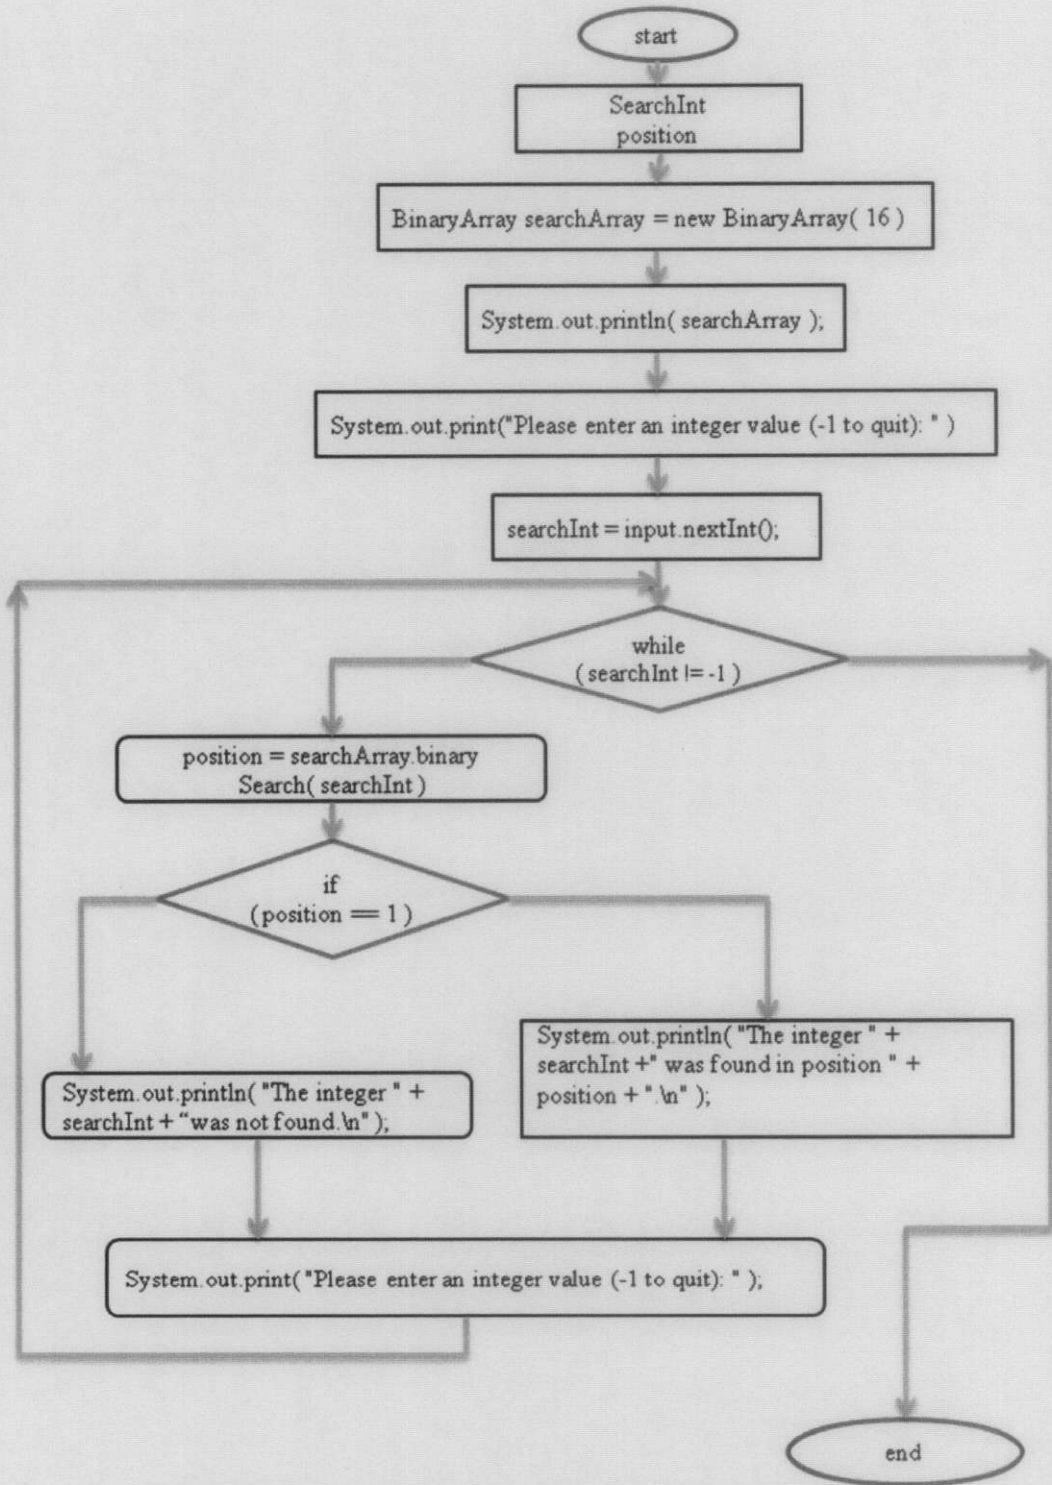 start
SearchInt
position
BinaryArray searchArray = new BinaryArray( 16 )
System.out.println( searchArray );
System.out.print("Please enter an integer value (-1 to quit): " )
searchInt = input.nextInt();
while
( searchInt != -1 )
position = searchArray.binary
Search( searchInt )
if
(position == 1 )
System.out.println( "The integer " +
searchInt +" was found in position " +
position + ".\n" );
System.out.println( "The integer " +
searchInt + “was not found.\n" );
System.out.print( "Please enter an integer value (-1 to quit): " );
end